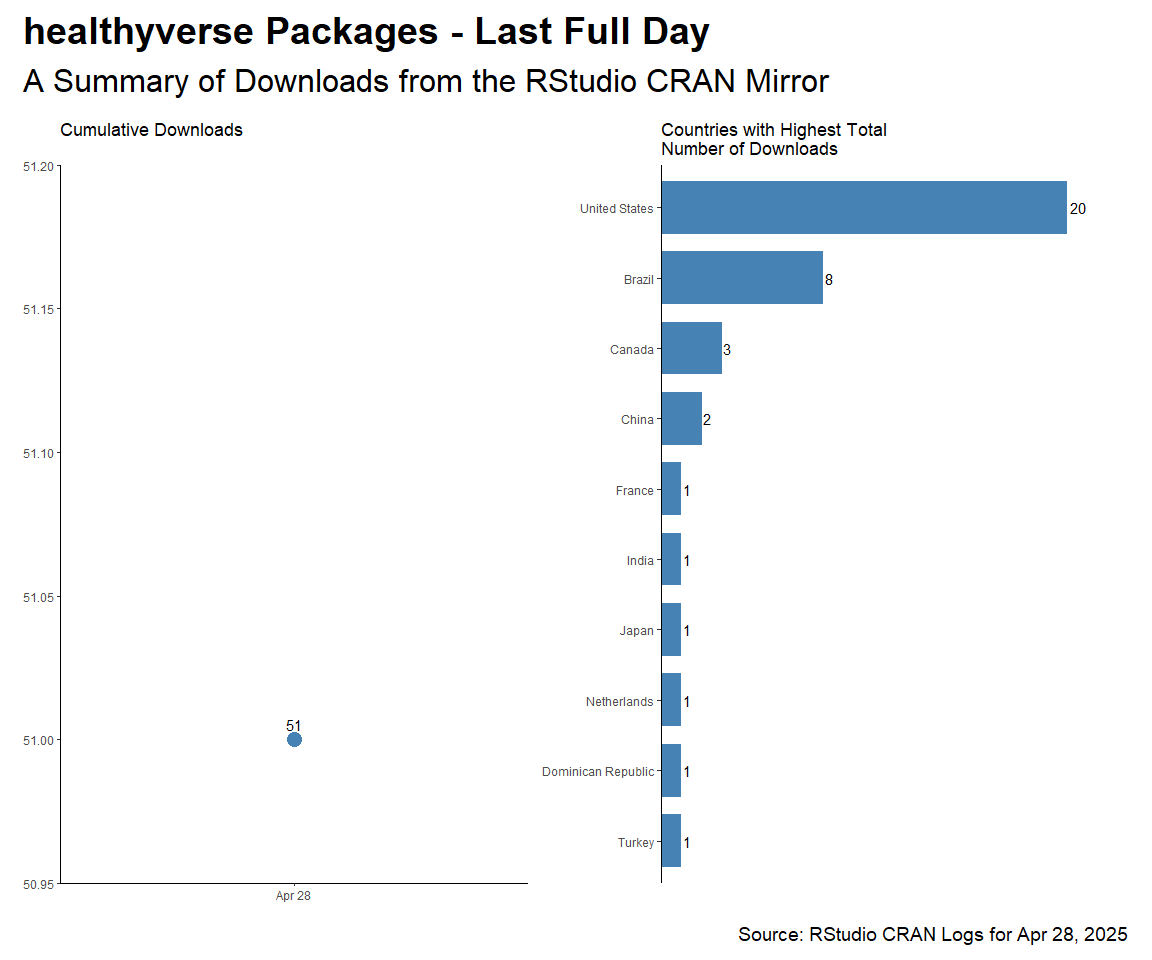 healthyverse Packages - Last Full Day
A Summary of Downloads from the RStudio CRAN Mirror
Cumulative Downloads
51.20
51.15
51.10
51.05
51.00
50.95
51
Apr 28
Countries with Highest Total
Number of Downloads
United States 20
Brazil 8
Canada 3
China 2
France 1
India 1
Japan 1
Netherlands 1
Dominican Republic 1
Turkey 1
Source: RStudio CRAN Logs for Apr 28, 2025